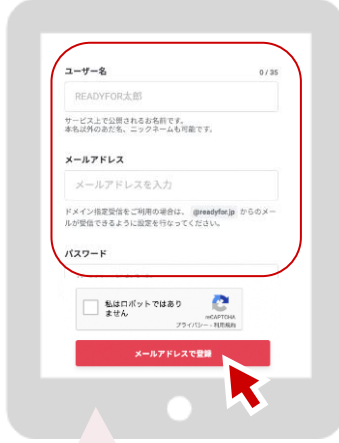 ユーザー名 0 / 35
READYFOR太郎
サービス上で公開されるお名前です。
本名以外のあだ名、ニックネームも可能です。
メールアドレス
メールアドレスを入力
ドメイン指定受信をご利用の場合は、 @readyfor.jp からのメー
ルが受信できるように設定を行なってください。
パスワード
私はロボットではあり
ません
reCAPTCHA
プライバシー - 利用規約
メールアドレスで登録